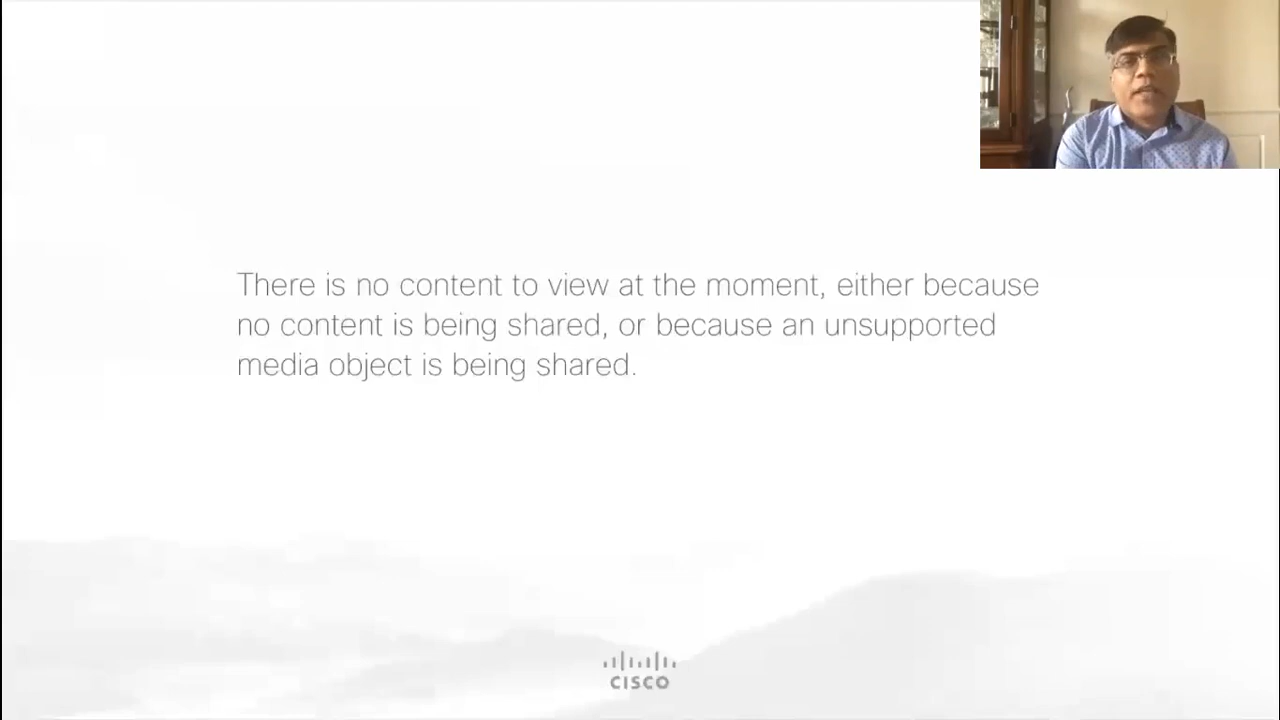 There is no content to view at the moment, either because
no content is being shared, or because an unsupported
media object is being shared.
CISCO